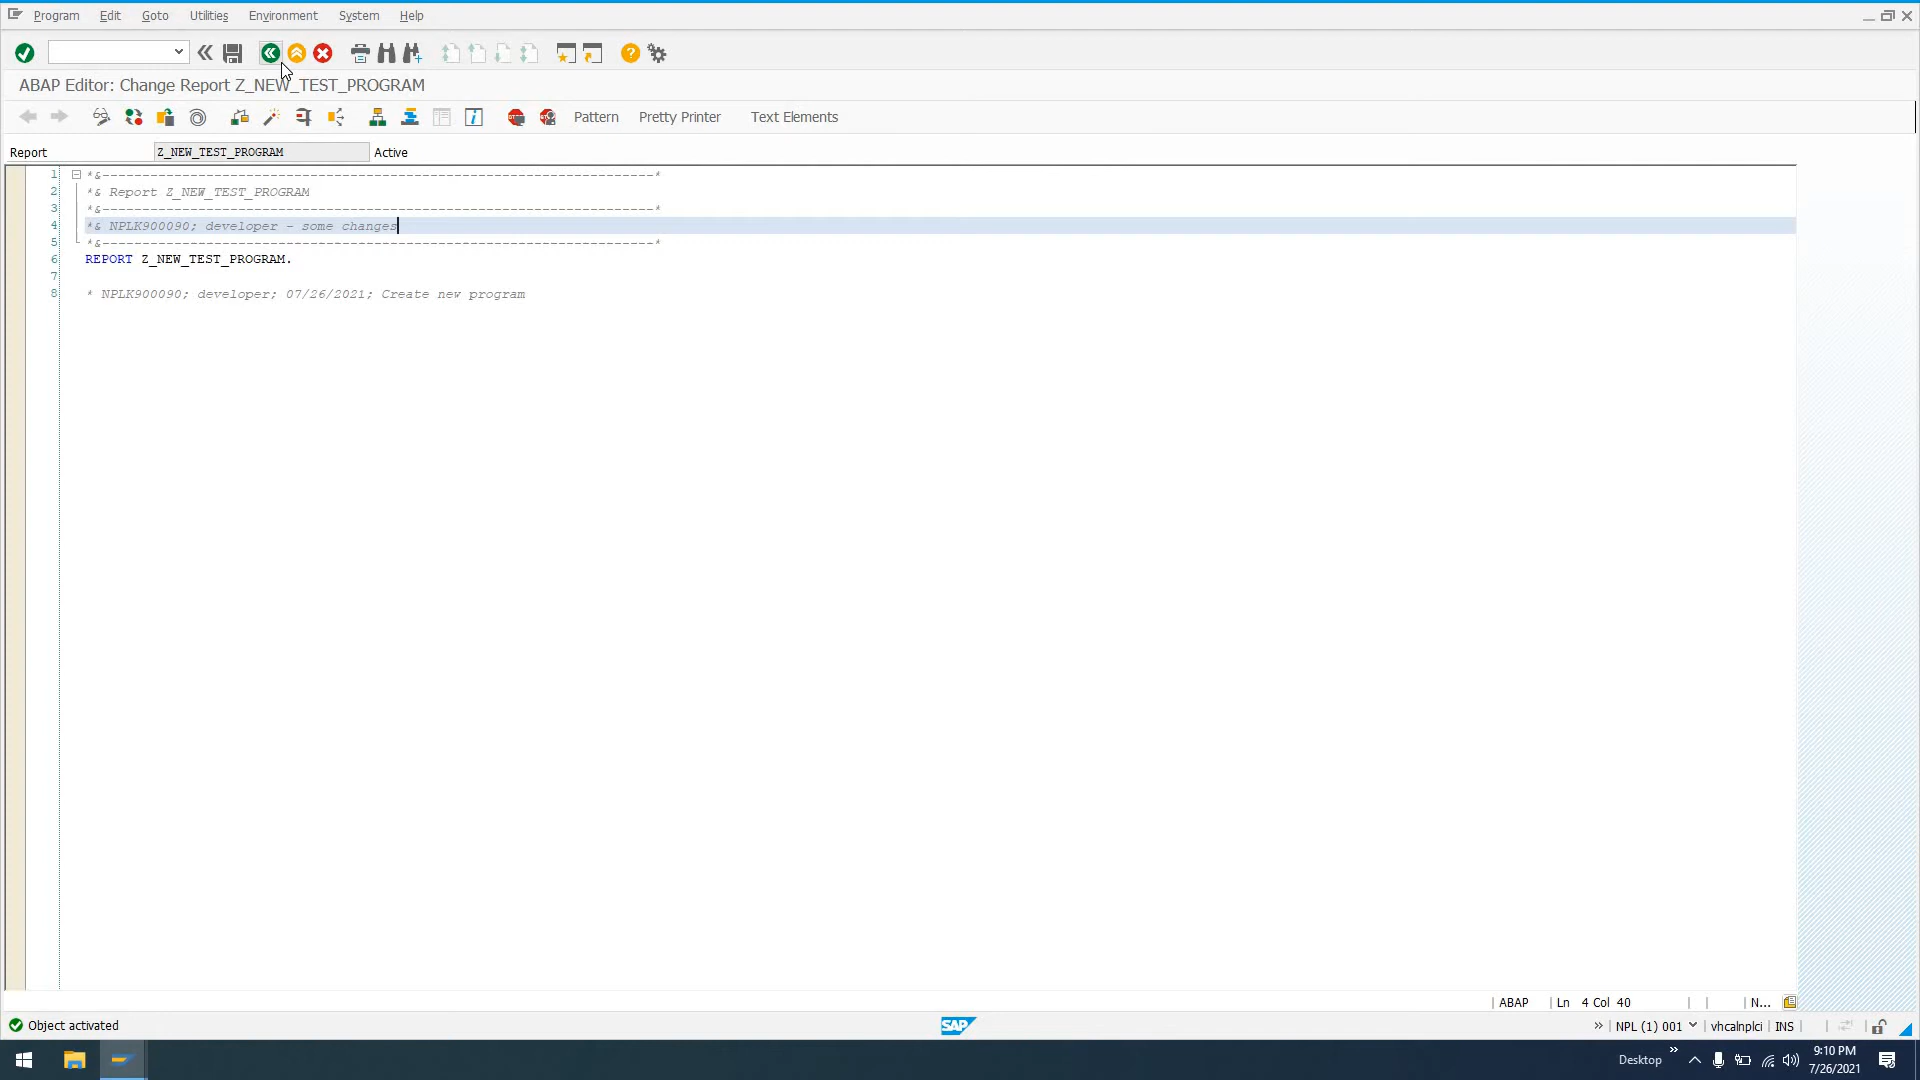 Program Edit Goto Utilities Environment System Help
ABAP Editor: Change Report Z_NEW_TEST_PROGRAM
Pattern Pretty Printer Text Elements
Report Z_NEW_TEST_PROGRAM Active
1 *&---------------------------------------------------------------------*
2 *& Report Z_NEW_TEST_PROGRAM
3 *&---------------------------------------------------------------------*
4 *& NPLK900090; developer - some changes
5 *&---------------------------------------------------------------------*
6 REPORT Z_NEW_TEST_PROGRAM.
7
8 * NPLK900090; developer; 07/26/2021; Create new program
ABAP Ln 4 Col 40 N...
Object activated SAP » NPL (1) 001 vhcalnplci INS
Desktop » 9:10 PM
7/26/2021